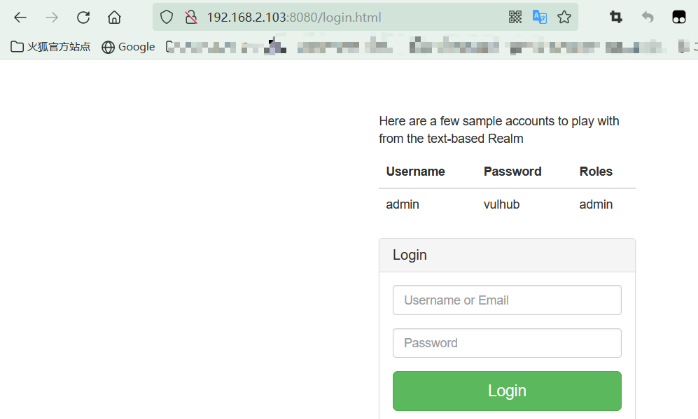 192.168.2.103:8080/login.html
火狐官方站点 Google
Here are a few sample accounts to play with
from the text-based Realm
Username Password Roles
admin vulhub admin
Login
Username or Email
Password
Login